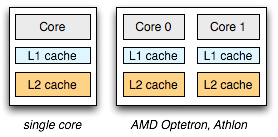 Core
L1 cache
L2 cache
single core
Core 0 Core 1
L1 cache L1 cache
L2 cache L2 cache
AMD Optetron, Athlon